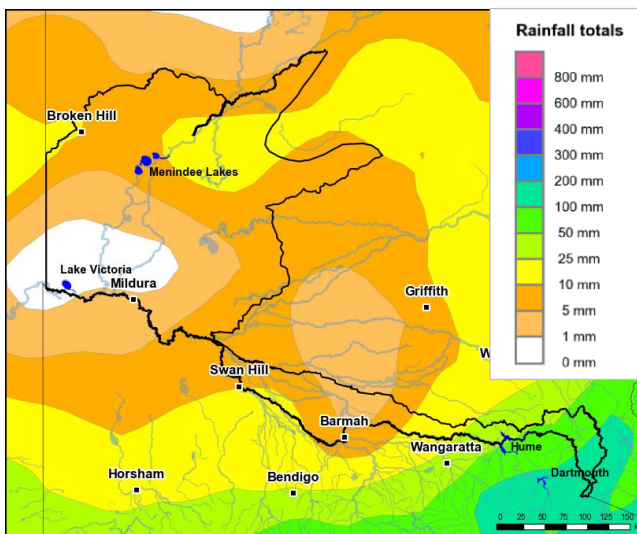 Rainfall totals
800 mm
600 mm
400 mm
300 mm
200 mm
100 mm
50 mm
25 mm
10 mm
5 mm
1 mm
0 mm
Broken Hill
Menindee Lakes
Lake Victoria
Mildura
Griffith
W
Swan Hill
Barmah
Wangaratta
Hume
Horsham
Bendigo
Dartmouth
0 25 50 75 100 125 150